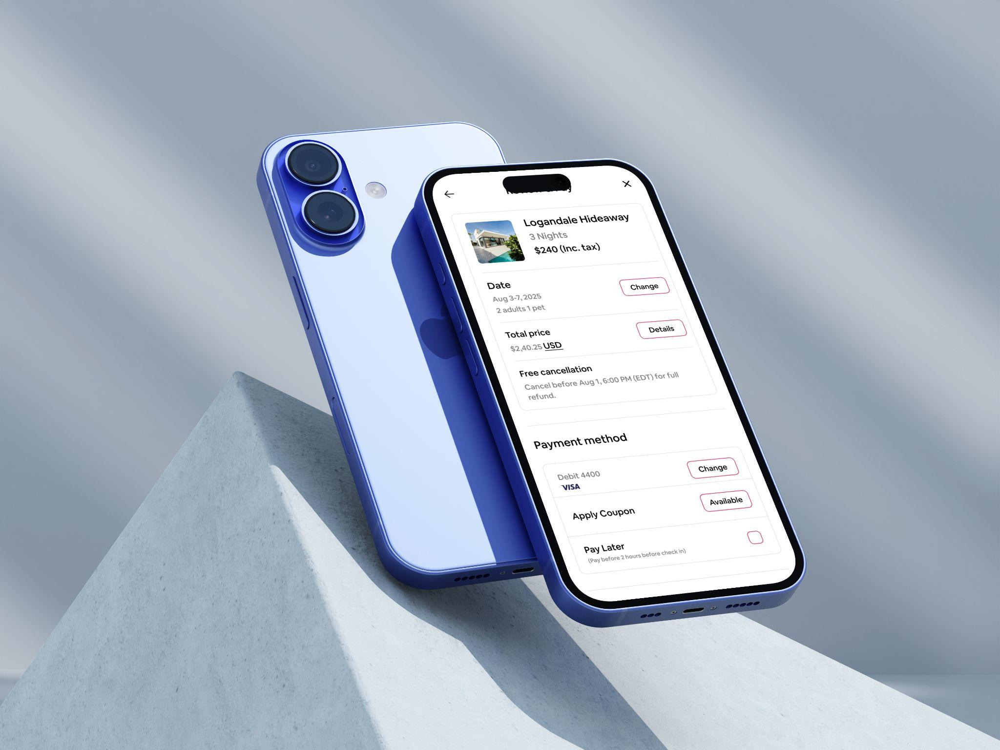 Logandale Hideaway
3 Nights
$240 (Inc. tax)
Date
Change
Aug 3-7, 2025
2 adults 1 pet
Total price
Details
$2,40.25 USD
Free cancellation
Cancel before Aug 1, 6:00 PM (EDT) for full
refund.
Payment method
Debit 4400
Change
VISA
Apply Coupon
Available
Pay Later
(Pay before 2 hours before check in)